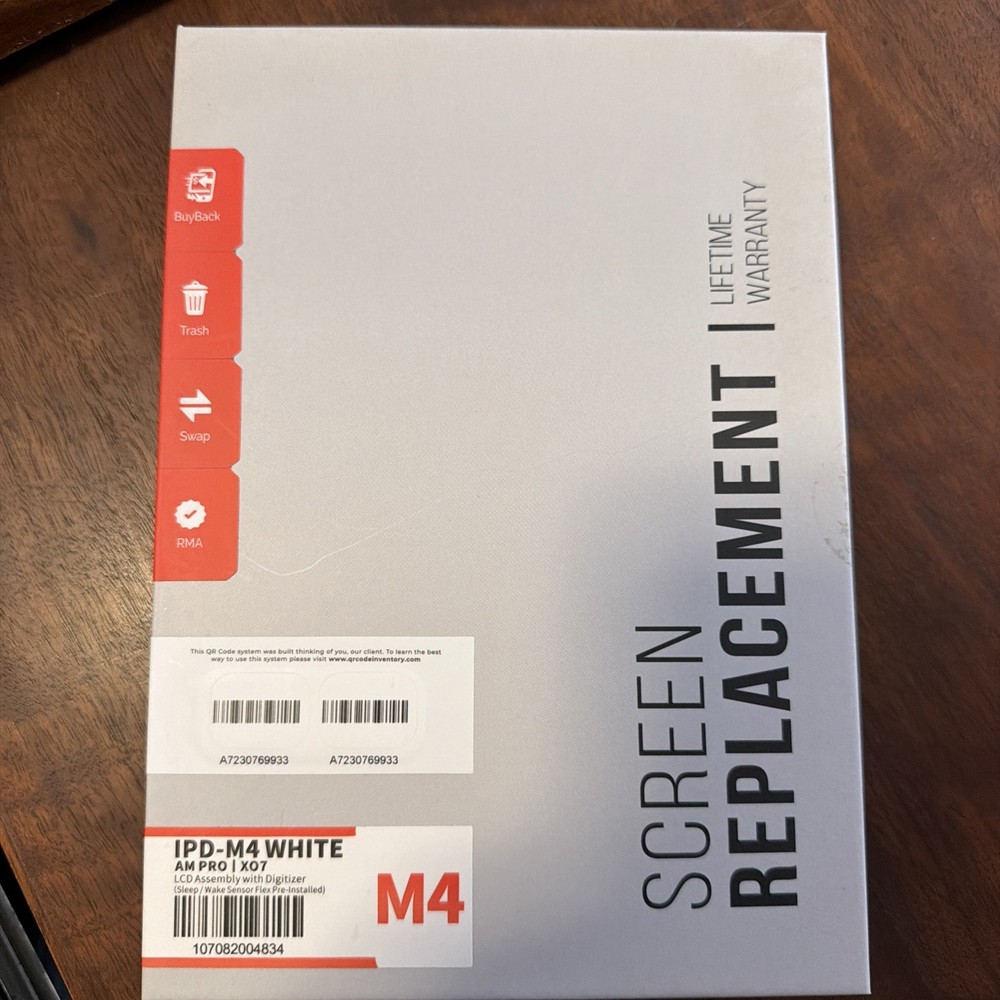 BuyBack
Trash
Swap
RMA
SCREEN
REPLACEMENT |
LIFETIME
WARRANTY
This QR Code system was built thinking of you, our client. To learn the best
way to use this system please visit www.qrcodeinventory.com
A7230769933 A7230769933
IPD-M4 WHITE
AM PRO | XO7
LCD Assembly with Digitizer
(Sleep / Wake Sensor Flex Pre-Installed)
107082004834
M4